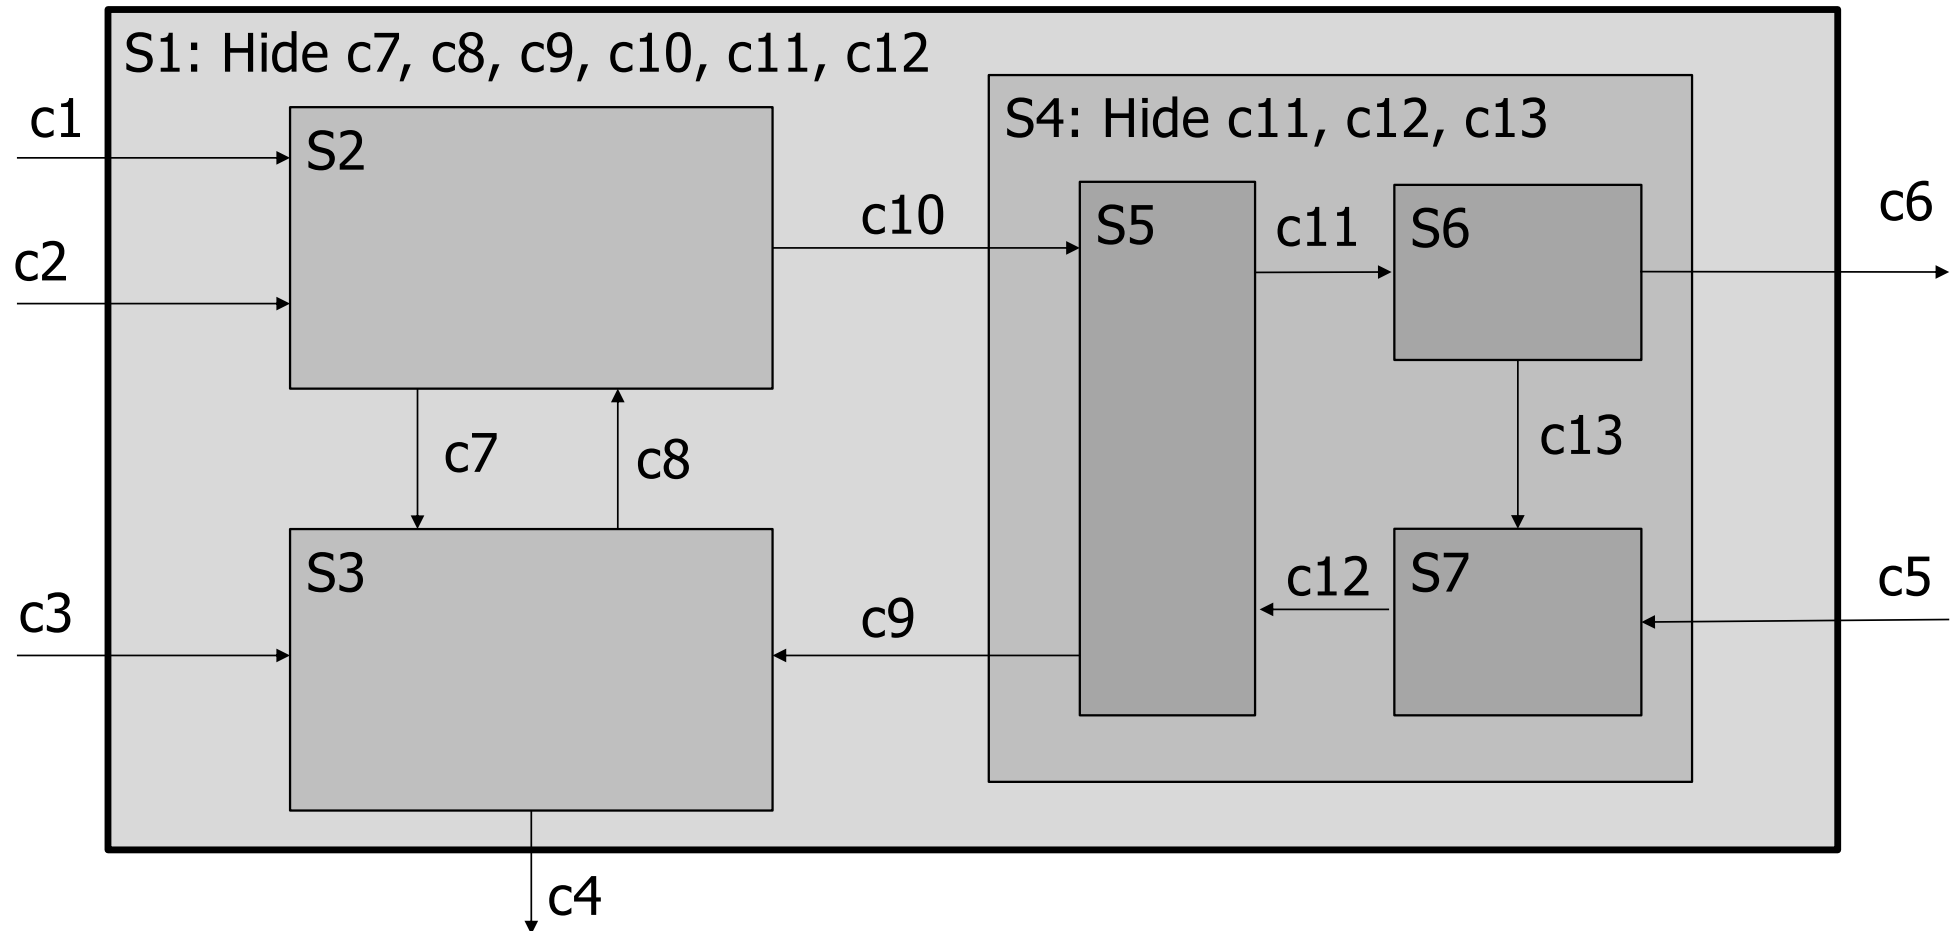 S1: Hide c7, c8, c9, c10, c11, c12
c1
S4: Hide c11, c12, c13
S2
c10
c6
S5
c11
S6
c2
c7
c8
c13
S3
c12
S7
c5
c3
c9
c4